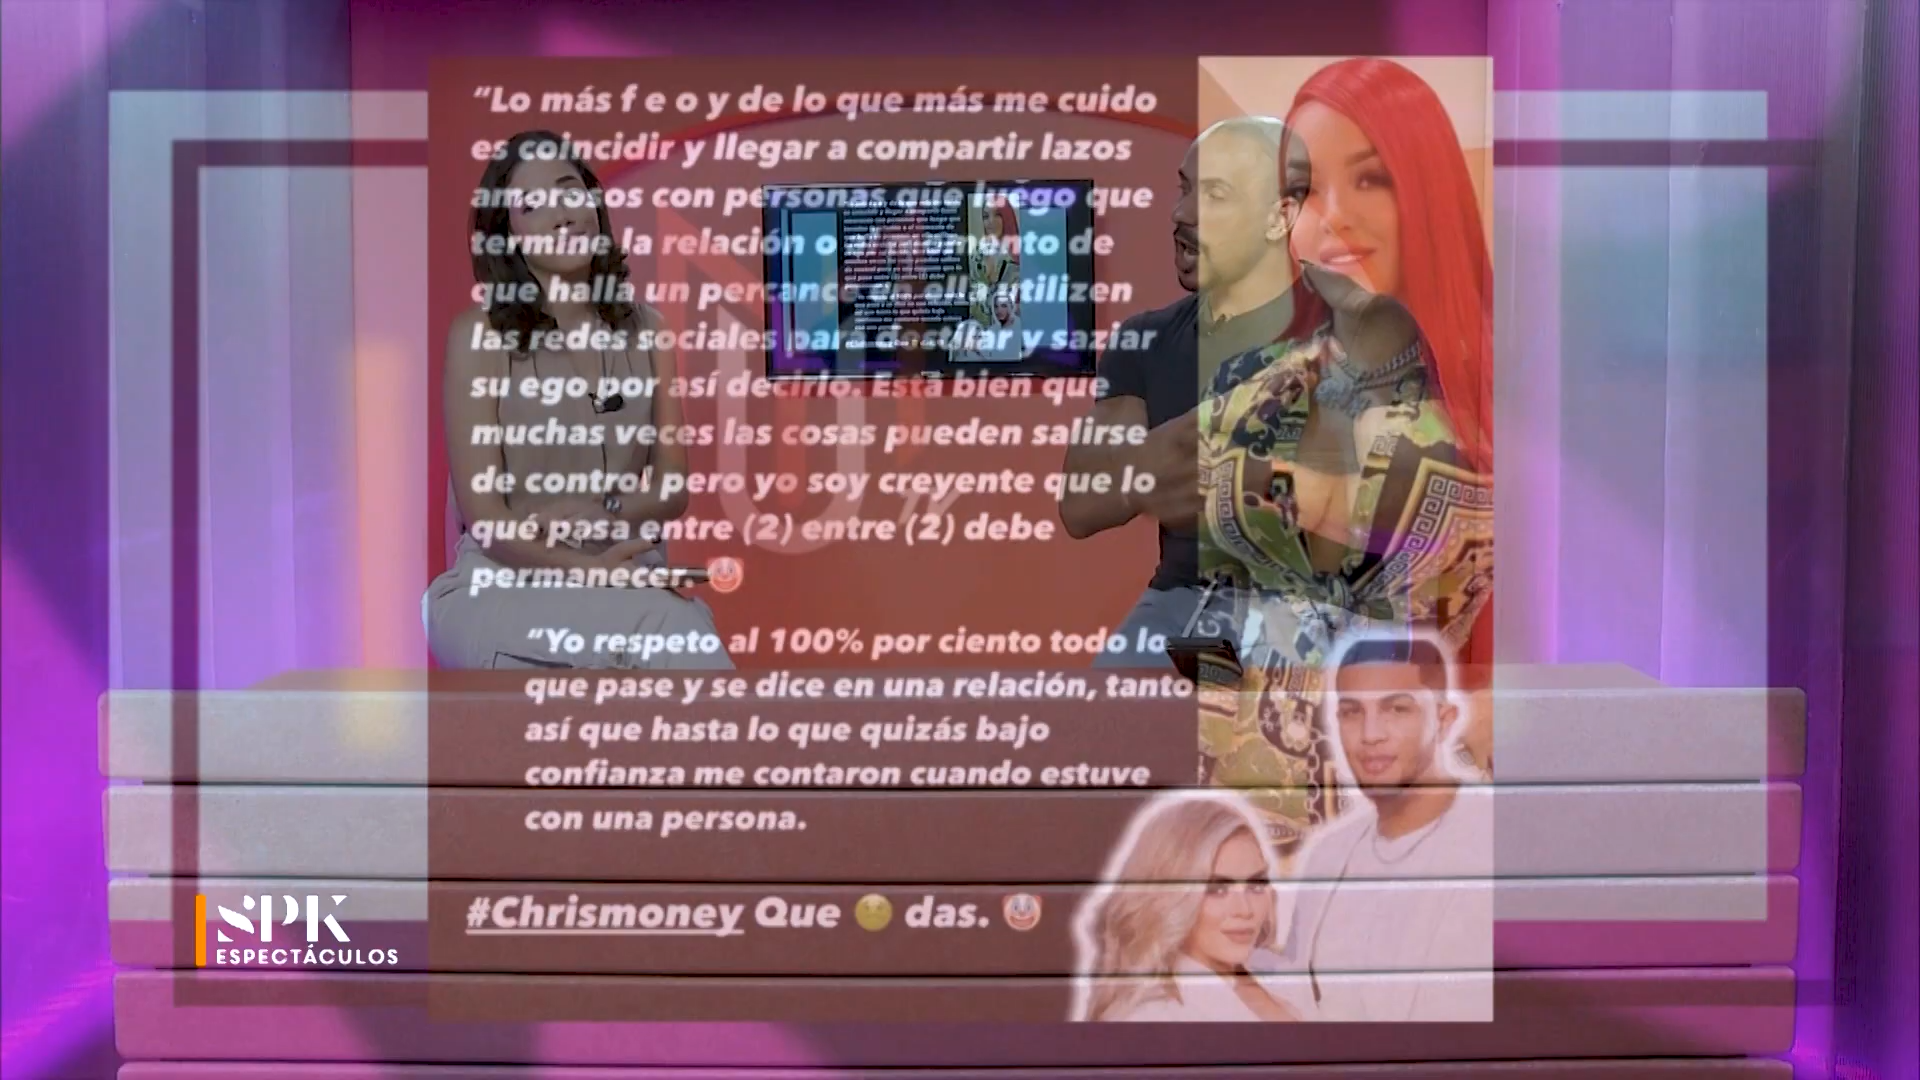 “Lo más f e o y de lo que más me cuido
es coincidir y llegar a compartir lazos
amorosos con personas que luego que
termine la relación o momento de
que halla un percance en ella utilizen
las redes sociales para destilar y saziar
su ego por así decirlo. Está bien que
muchas veces las cosas pueden salirse
de control pero yo soy creyente que lo
qué pasa entre (2) entre (2) debe
permanecer. 🤡
“Yo respeto al 100% por ciento todo lo
que pase y se dice en una relación, tanto
así que hasta lo que quizás bajo
confianza me contaron cuando estuve
con una persona.
#Chrismoney Que 🤢 das. 🤡
SPK
ESPECTÁCULOS